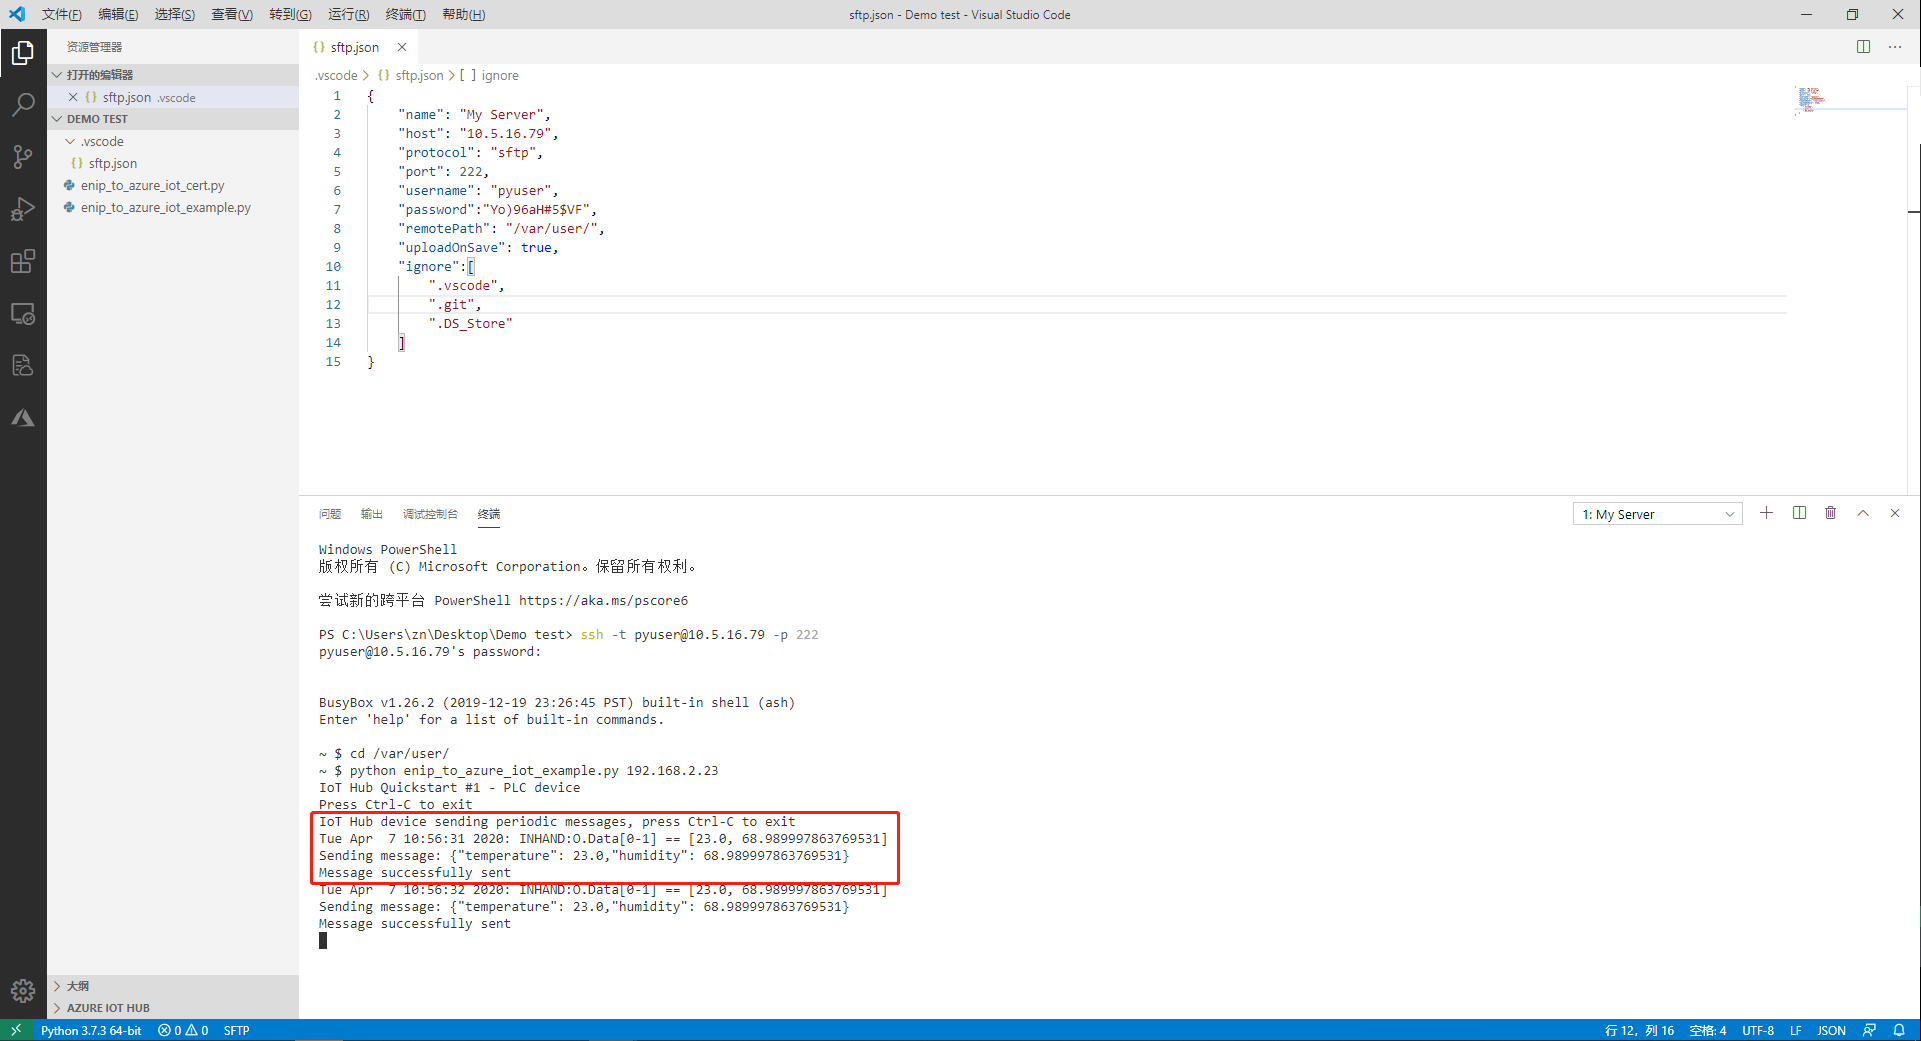 文件(F) 编辑(E) 选择(S) 查看(V) 转到(G) 运行(R) 终端(T) 帮助(H)
sftp.json - Demo test - Visual Studio Code
资源管理器
打开的编辑器
sftp.json .vscode
DEMO TEST
.vscode
sftp.json
enip_to_azure_iot_cert.py
enip_to_azure_iot_example.py
大纲
AZURE IOT HUB
sftp.json
.vscode > {} sftp.json > [ ] ignore
1 {
2 "name": "My Server",
3 "host": "10.5.16.79",
4 "protocol": "sftp",
5 "port": 222,
6 "username": "pyuser",
7 "password":"Yo)96aH#5$VF",
8 "remotePath": "/var/user/",
9 "uploadOnSave": true,
10 "ignore":[
11 ".vscode",
12 ".git",
13 ".DS_Store"
14 ]
15 }
问题 输出 调试控制台 终端
1: My Server
Windows PowerShell
版权所有 (C) Microsoft Corporation。保留所有权利。
尝试新的跨平台 PowerShell https://aka.ms/pscore6
PS C:\Users\zn\Desktop\Demo test> ssh -t pyuser@10.5.16.79 -p 222
pyuser@10.5.16.79's password:
BusyBox v1.26.2 (2019-12-19 23:26:45 PST) built-in shell (ash)
Enter 'help' for a list of built-in commands.
~ $ cd /var/user/
~ $ python enip_to_azure_iot_example.py 192.168.2.23
IoT Hub Quickstart #1 - PLC device
Press Ctrl-C to exit
IoT Hub device sending periodic messages, press Ctrl-C to exit
Tue Apr  7 10:56:31 2020: INHAND:O.Data[0-1] == [23.0, 68.989997863769531]
Sending message: {"temperature": 23.0,"humidity": 68.989997863769531}
Message successfully sent
Tue Apr  7 10:56:32 2020: INHAND:O.Data[0-1] == [23.0, 68.989997863769531]
Sending message: {"temperature": 23.0,"humidity": 68.989997863769531}
Message successfully sent
Python 3.7.3 64-bit 0 0 SFTP
行 12, 列 16 空格: 4 UTF-8 LF JSON